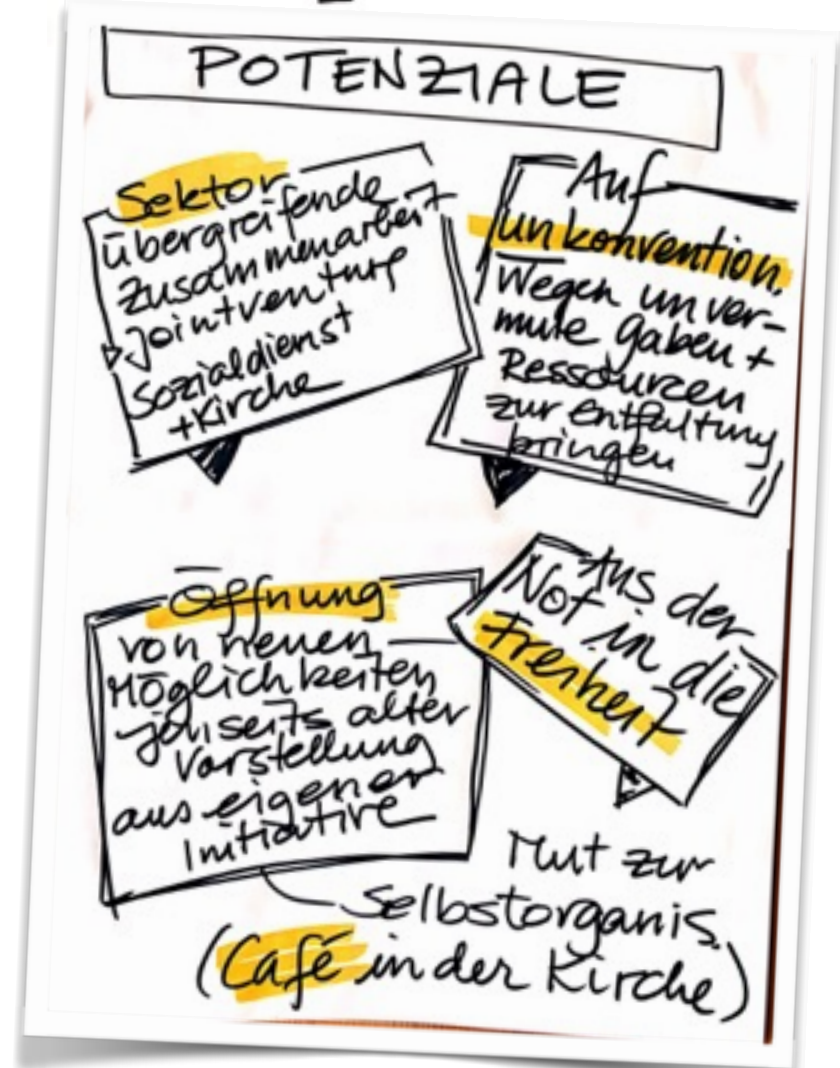 POTENZIALE
Sektor
übergreifende
Zusammenarbeit
Jointventure
Sozialdienst
+Kirche
Auf
unkonvention.
Wegen unver-
mute Gaben +
Ressourcen
zur Entfaltung
bringen
Öffnung
von neuen
Möglichkeiten
jenseits alter
Vorstellung
aus eigener
Initiative
Aus der
Not in die
Freiheit
Mut zur
Selbstorganis.
(Café in der Kirche)